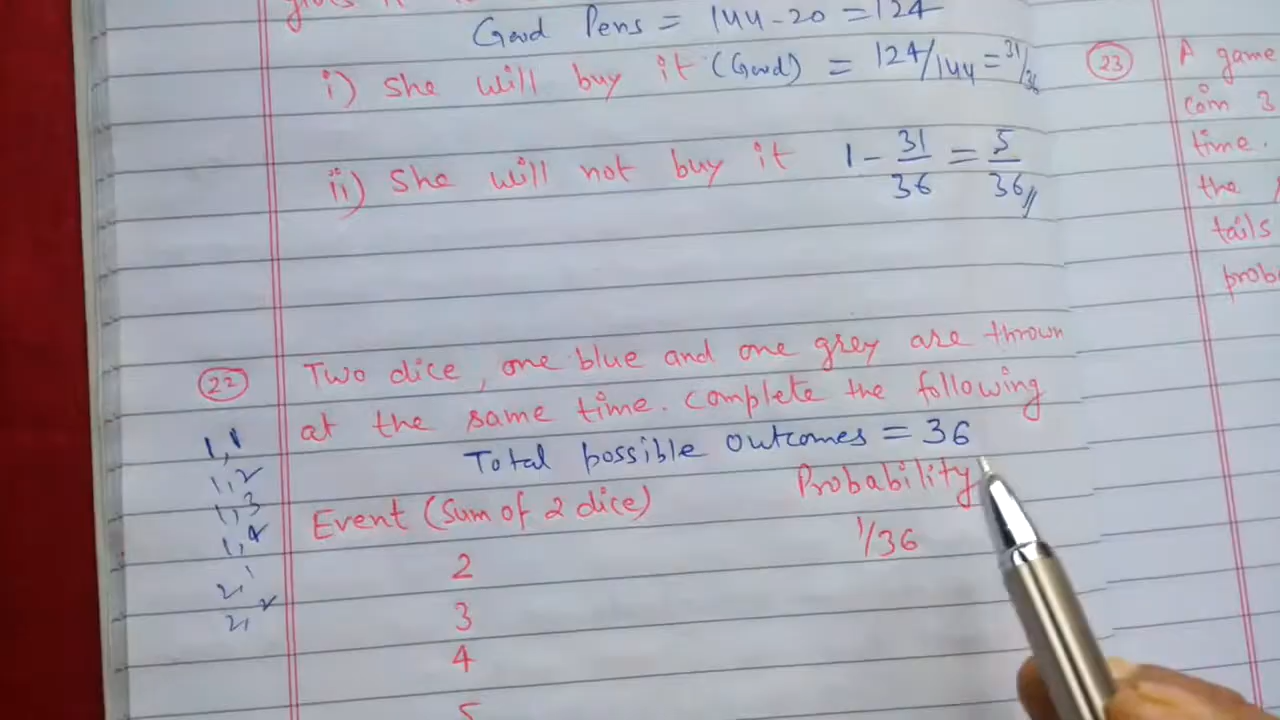 Good Pens = 144 - 20 = 124
i) She will buy it (Good) = 124/144 = 31/36
ii) She will not buy it 1 - 31/36 = 5/36 //
22 Two dice, one blue and one grey are thrown
at the same time. Complete the following
Total possible outcomes = 36
Event (Sum of 2 dice) Probability
2 1/36
3
4
5
1,1
1,2
1,3
1,4
2,1
2,2
23 A game
coin 3
time.
the
tails
prob